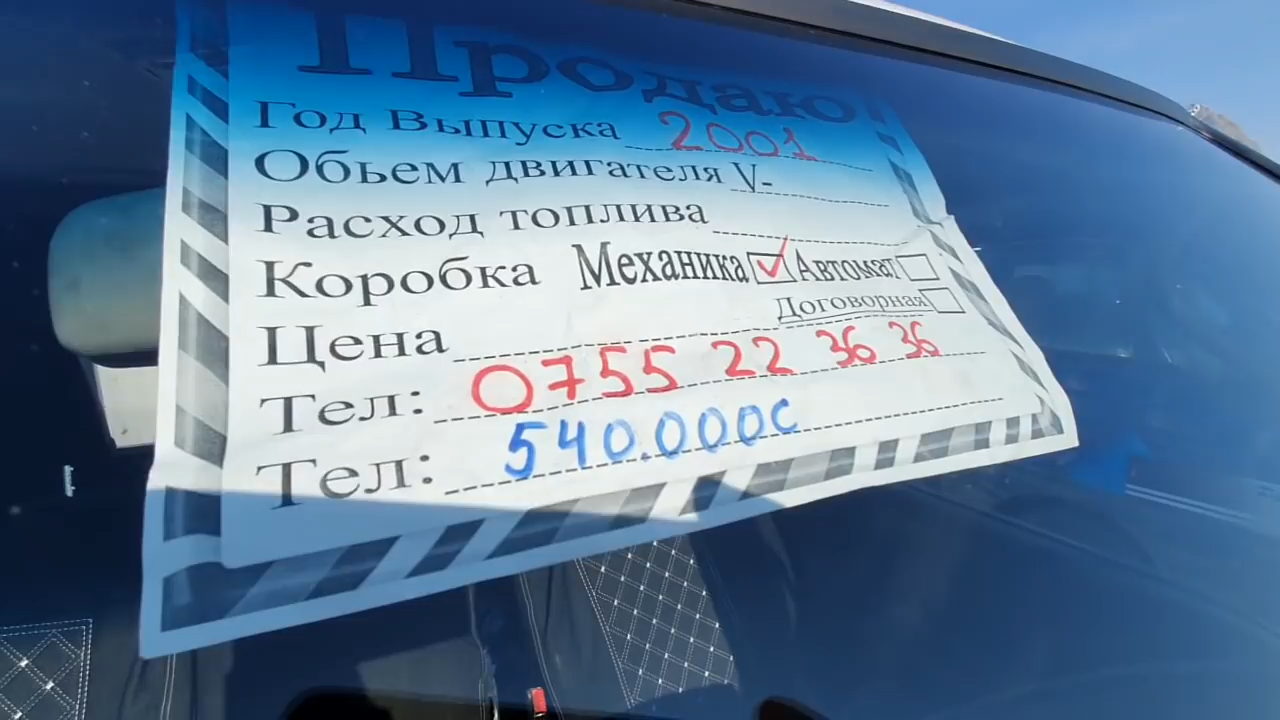 Продаю
Год Выпуска 2001
Обьем двигателя V-
Расход топлива
Коробка Механика ✓ Автомат
Договорная
Цена
Тел: 0755 22 36 36
Тел: 540.000с